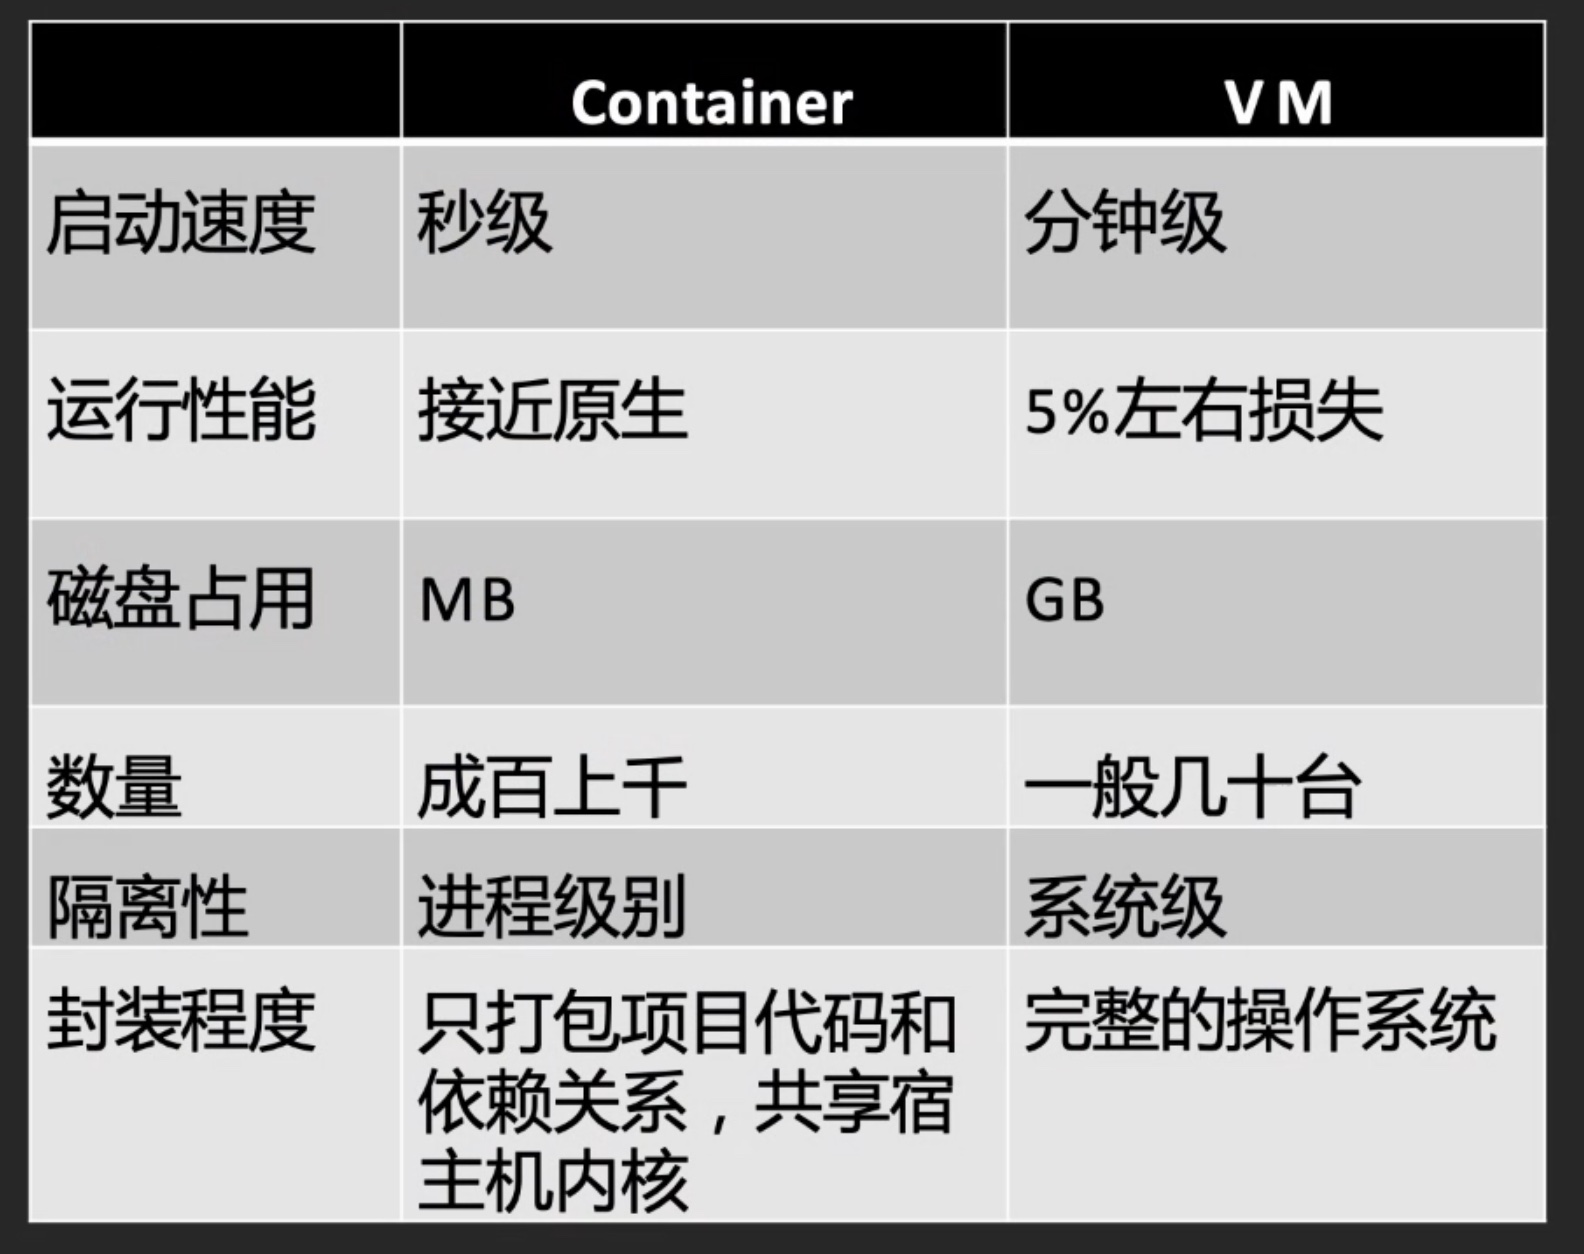 Container VM
启动速度 秒级 分钟级
运行性能 接近原生 5%左右损失
磁盘占用 MB GB
数量 成百上千 一般几十台
隔离性 进程级别 系统级
封装程度 只打包项目代码和 完整的操作系统
依赖关系，共享宿
主机内核